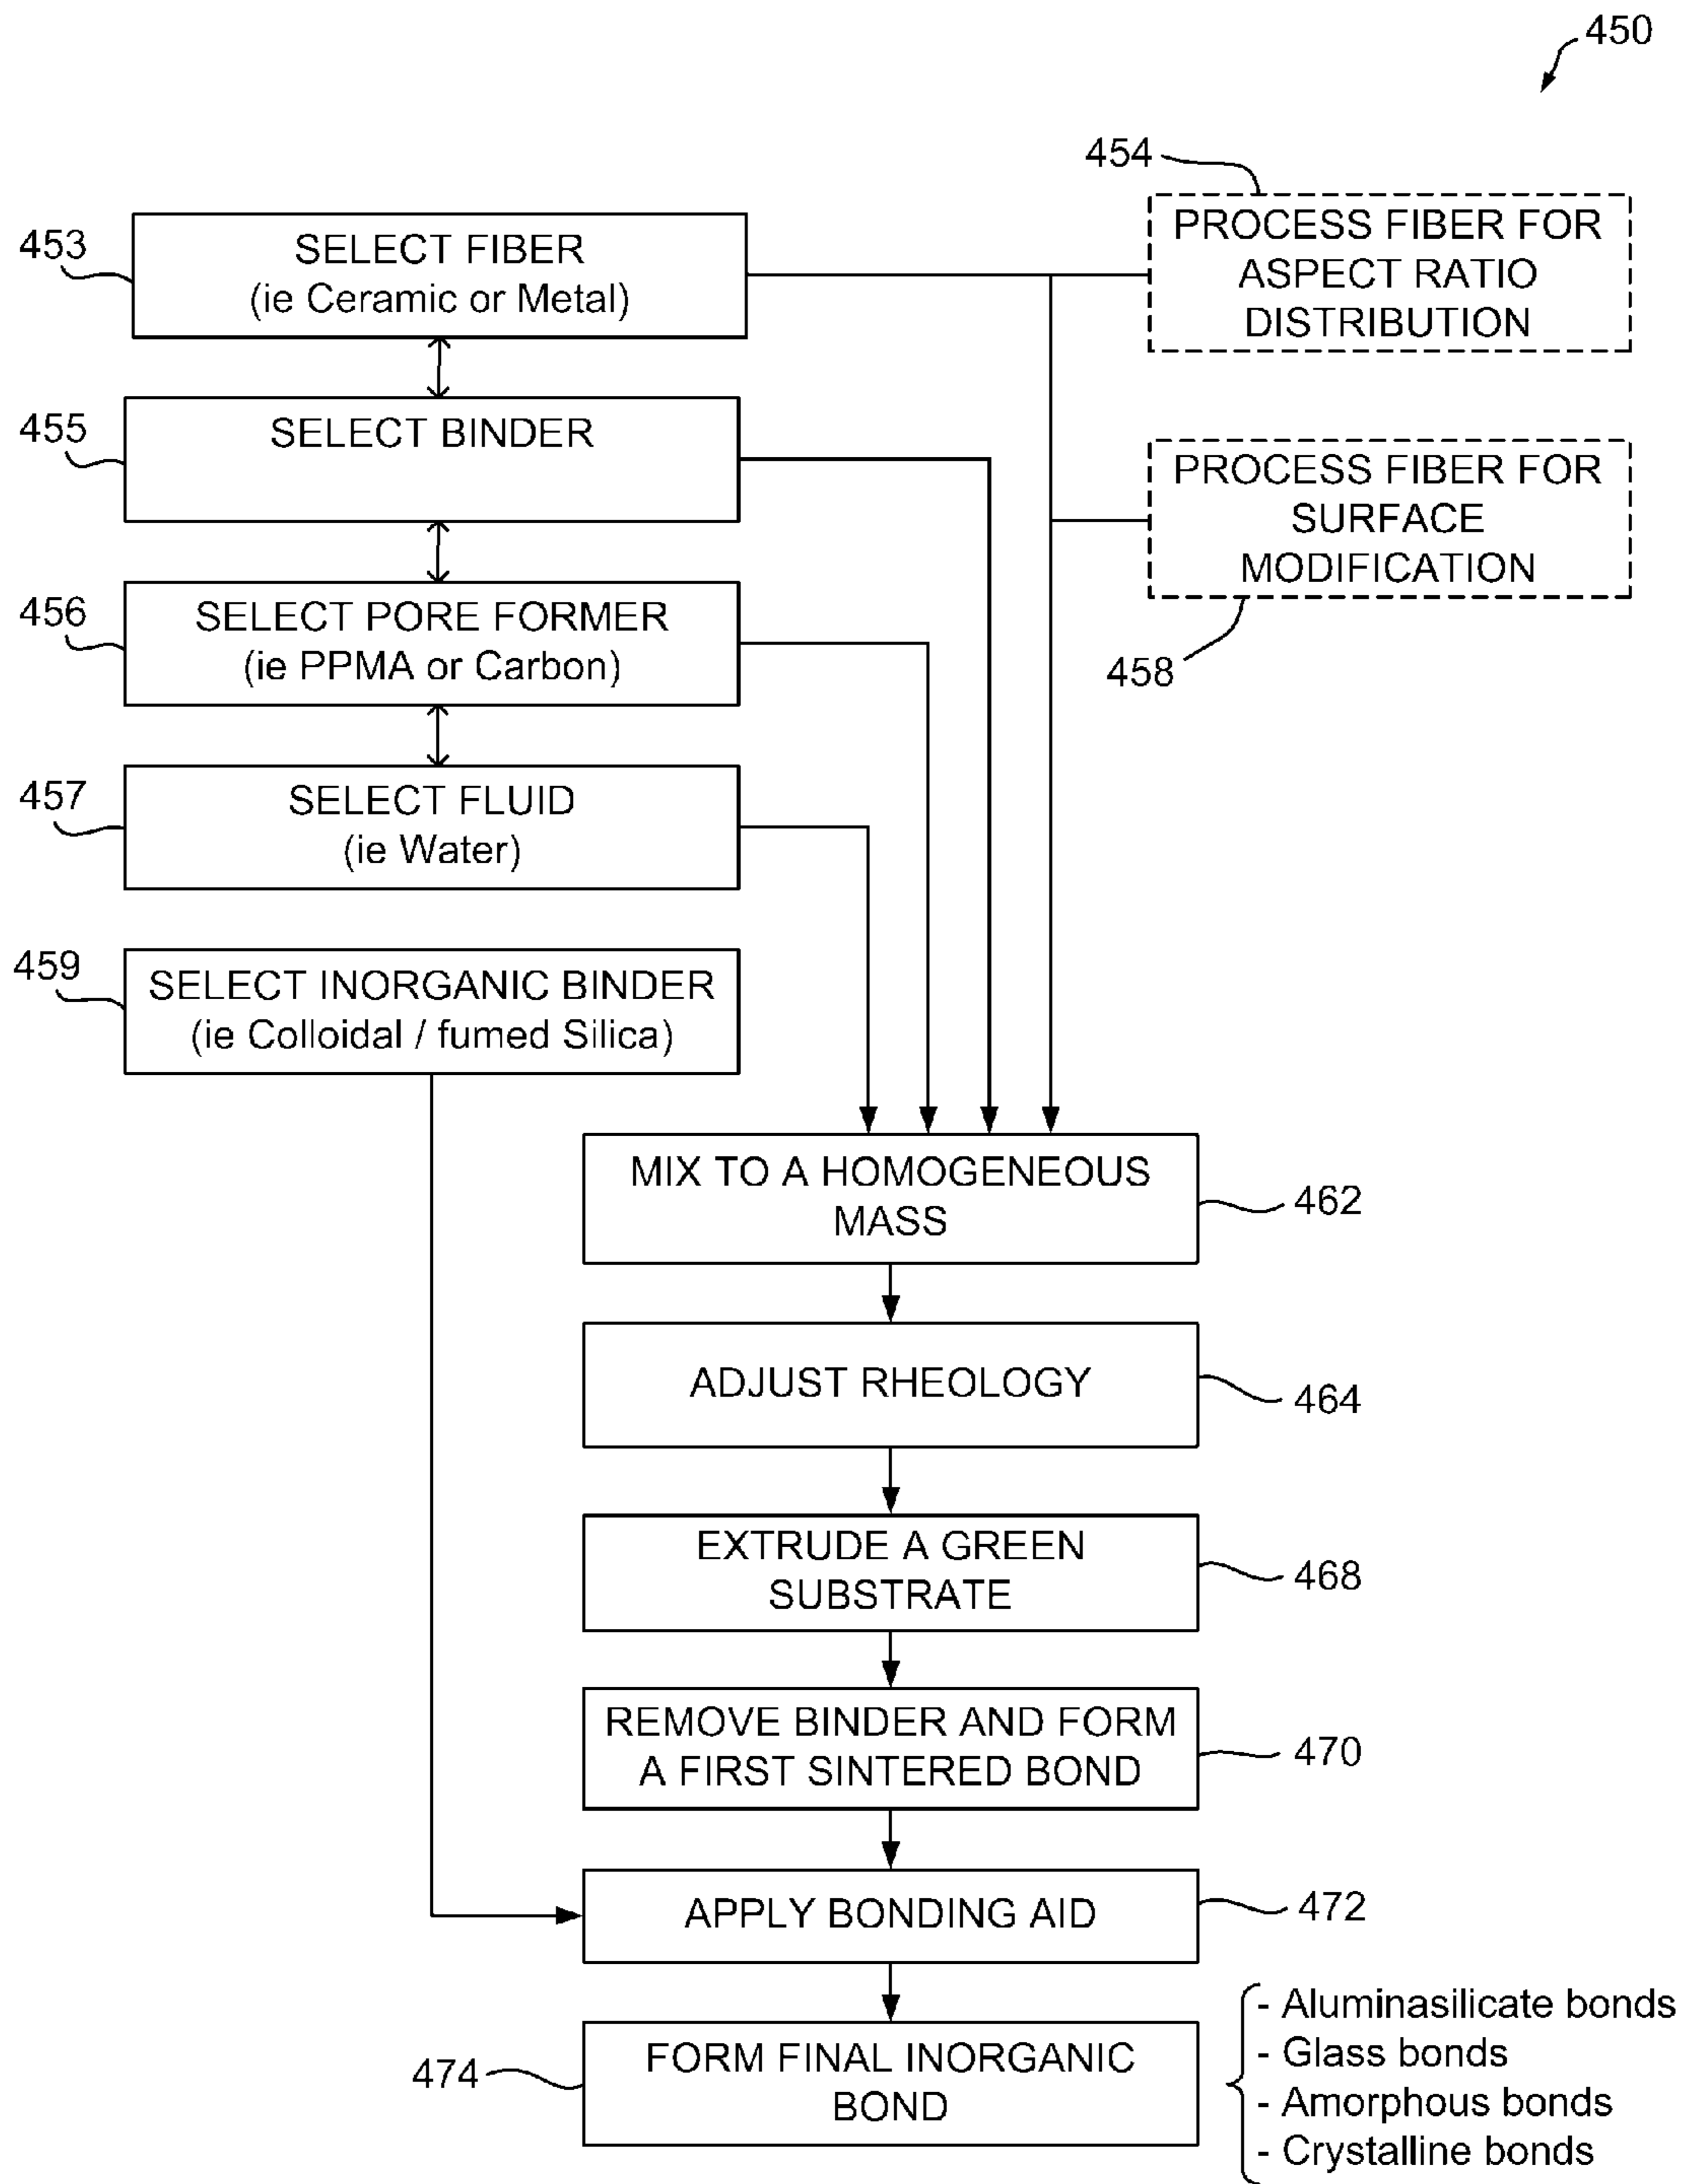 450
454
PROCESS FIBER FOR
ASPECT RATIO
DISTRIBUTION
453
SELECT FIBER
(ie Ceramic or Metal)
455
SELECT BINDER
PROCESS FIBER FOR
SURFACE
MODIFICATION
458
456
SELECT PORE FORMER
(ie PPMA or Carbon)
457
SELECT FLUID
(ie Water)
459
SELECT INORGANIC BINDER
(ie Colloidal / fumed Silica)
MIX TO A HOMOGENEOUS
MASS
462
ADJUST RHEOLOGY
464
EXTRUDE A GREEN
SUBSTRATE
468
REMOVE BINDER AND FORM
A FIRST SINTERED BOND
470
APPLY BONDING AID
472
474
FORM FINAL INORGANIC
BOND
- Aluminasilicate bonds
- Glass bonds
- Amorphous bonds
- Crystalline bonds